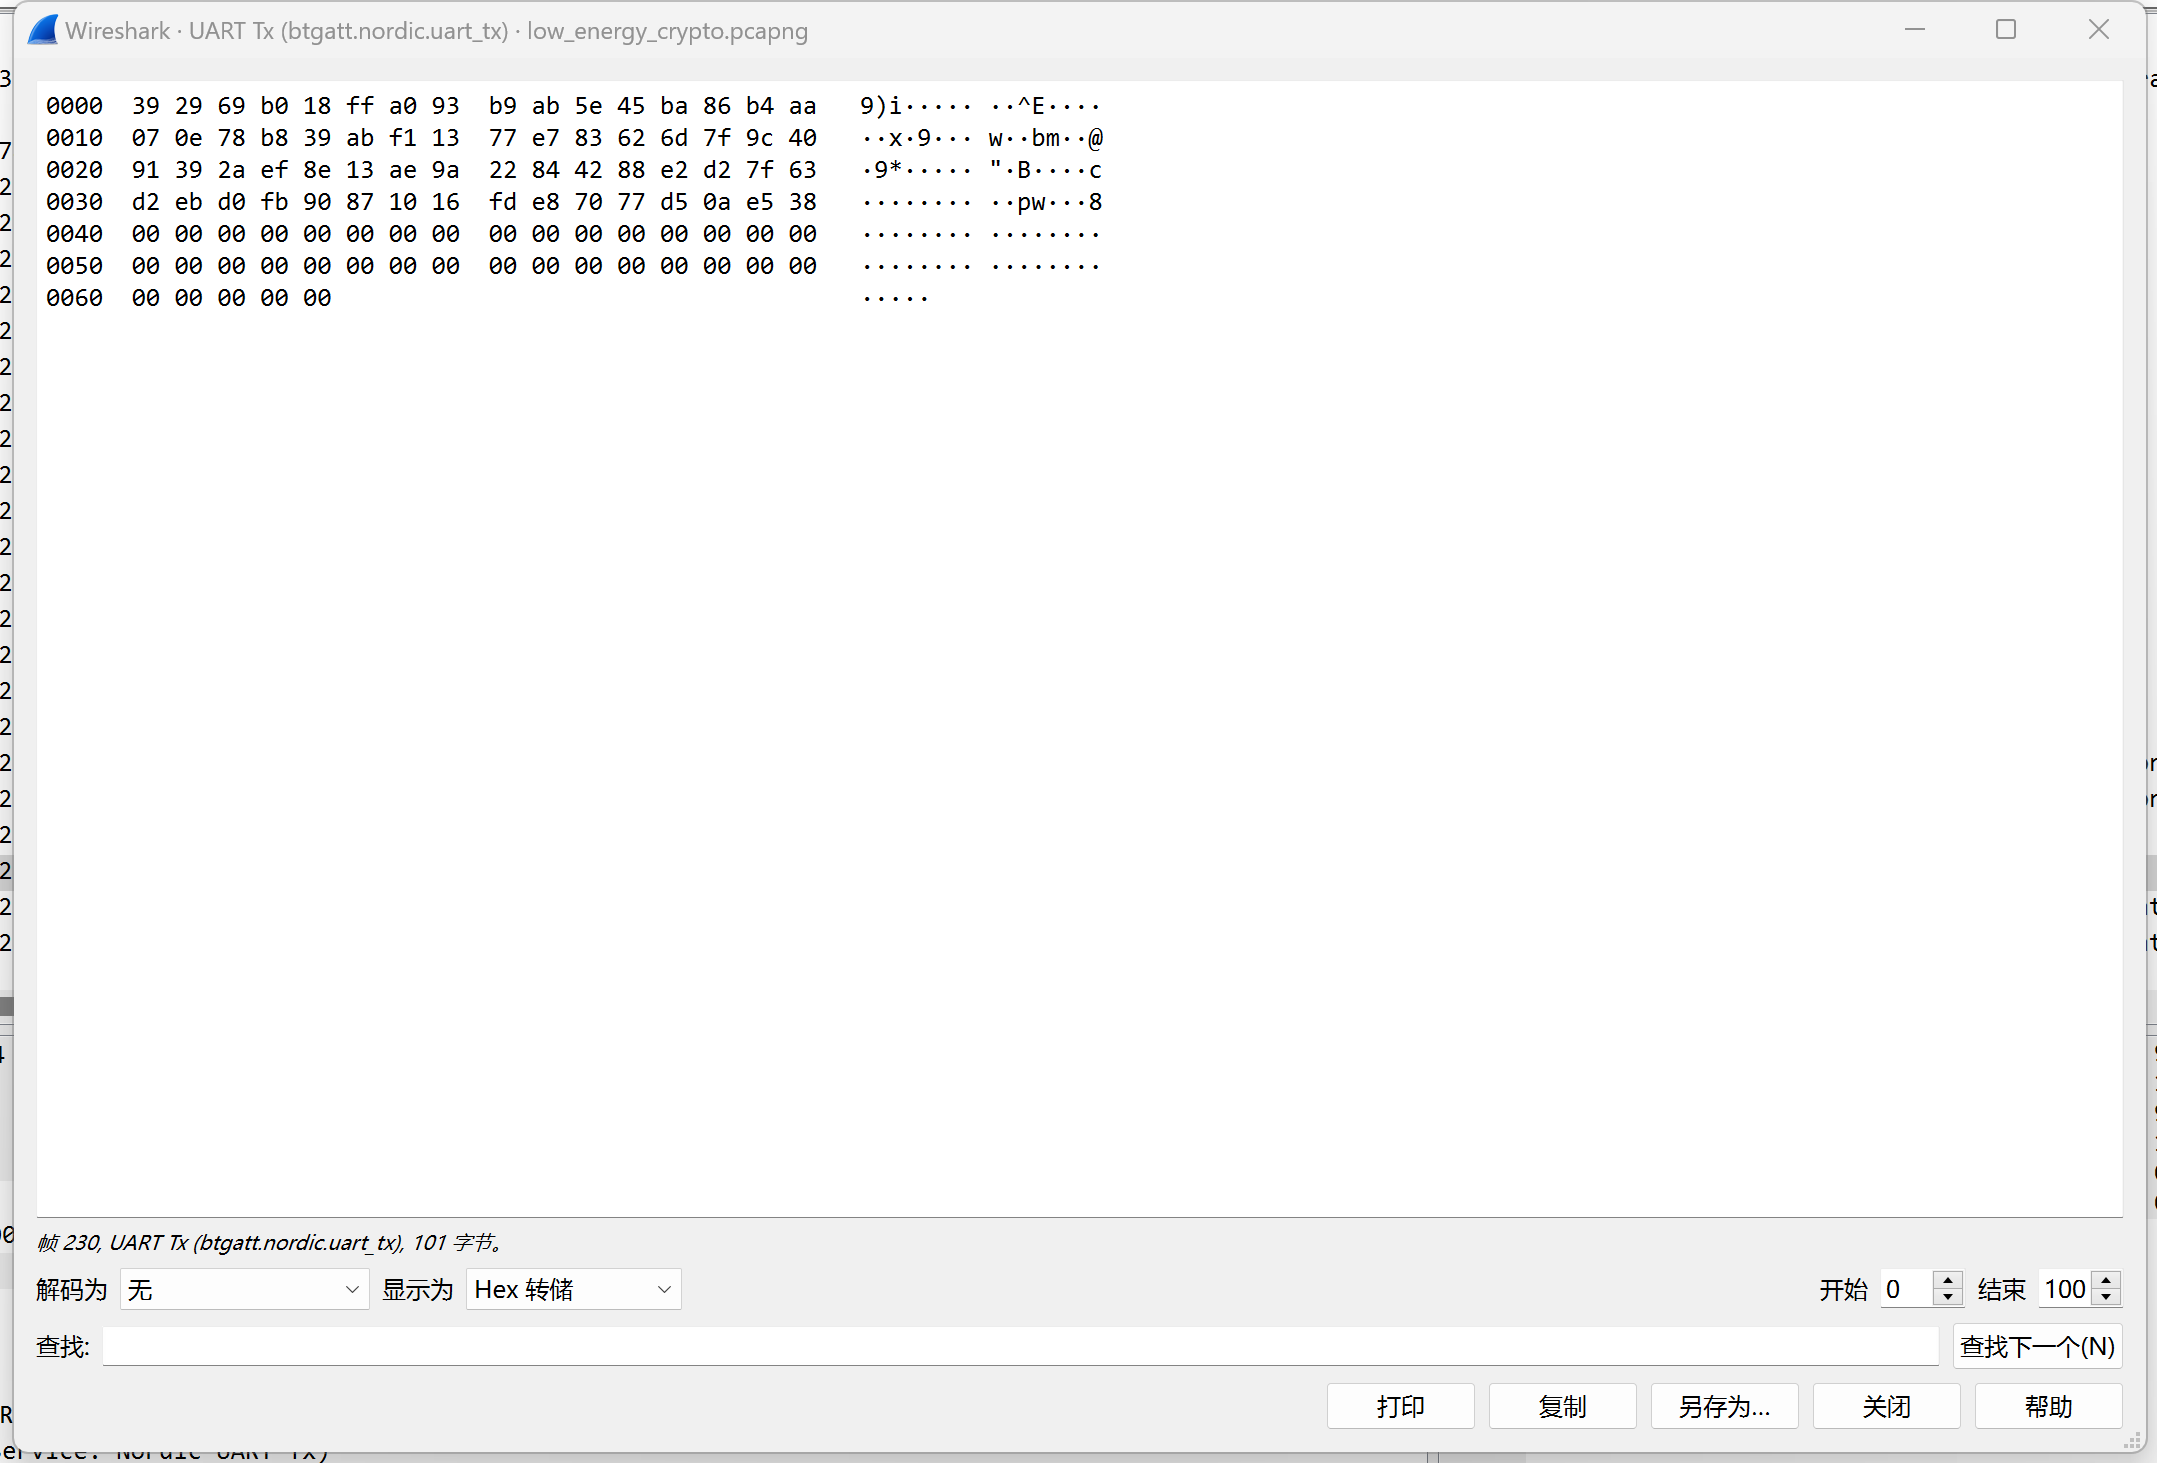 Wireshark · UART Tx (btgatt.nordic.uart_tx) · low_energy_crypto.pcapng
0000 39 29 69 b0 18 ff a0 93 b9 ab 5e 45 ba 86 b4 aa 9)i····· ··^E····
0010 07 0e 78 b8 39 ab f1 13 77 e7 83 62 6d 7f 9c 40 ··x·9··· w··bm··@
0020 91 39 2a ef 8e 13 ae 9a 22 84 42 88 e2 d2 7f 63 ·9*····· "·B····c
0030 d2 eb d0 fb 90 87 10 16 fd e8 70 77 d5 0a e5 38 ········ ··pw···8
0040 00 00 00 00 00 00 00 00 00 00 00 00 00 00 00 00 ········ ········
0050 00 00 00 00 00 00 00 00 00 00 00 00 00 00 00 00 ········ ········
0060 00 00 00 00 00 ·····
帧 230, UART Tx (btgatt.nordic.uart_tx), 101 字节。
解码为 无 显示为 Hex 转储 开始 0 结束 100
查找: 查找下一个(N)
打印 复制 另存为... 关闭 帮助